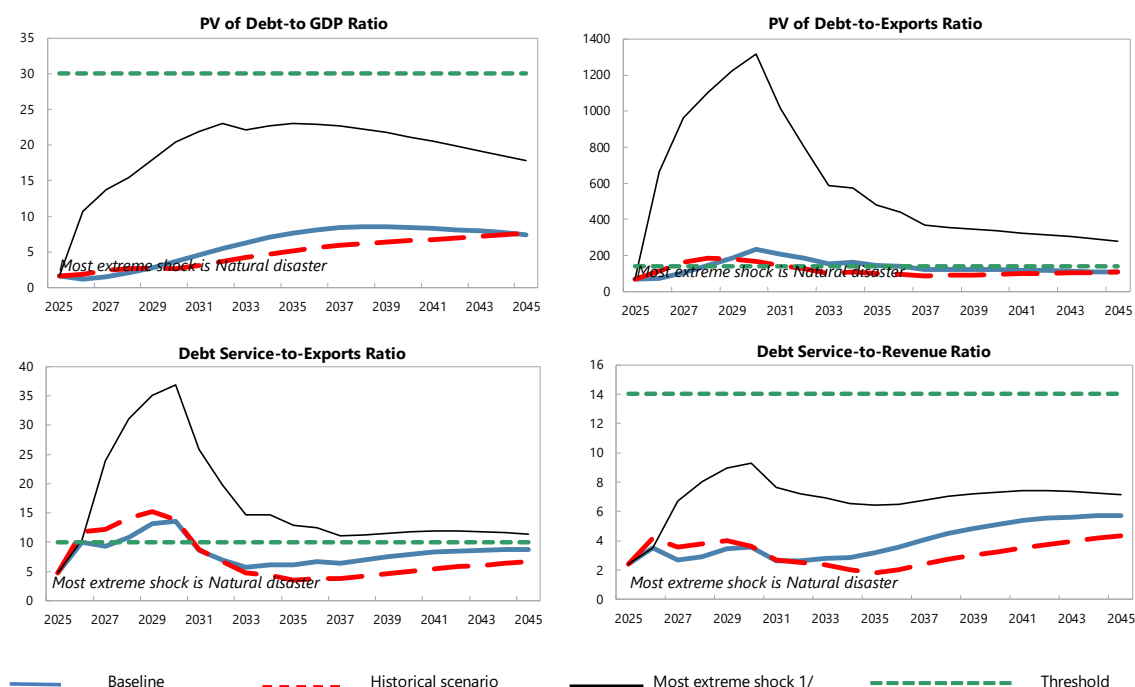 PV of Debt-to GDP Ratio
35
30
25
20
15
10
5
0
Most extreme shock is Natural disaster
2025 2027 2029 2031 2033 2035 2037 2039 2041 2043 2045
PV of Debt-to-Exports Ratio
1400
1200
1000
800
600
400
200
0
Most extreme shock is Natural disaster
2025 2027 2029 2031 2033 2035 2037 2039 2041 2043 2045
Debt Service-to-Exports Ratio
40
35
30
25
20
15
10
5
0
Most extreme shock is Natural disaster
2025 2027 2029 2031 2033 2035 2037 2039 2041 2043 2045
Debt Service-to-Revenue Ratio
16
14
12
10
8
6
4
2
0
Most extreme shock is Natural disaster
2025 2027 2029 2031 2033 2035 2037 2039 2041 2043 2045
Baseline Historical scenario Most extreme shock 1/ Threshold